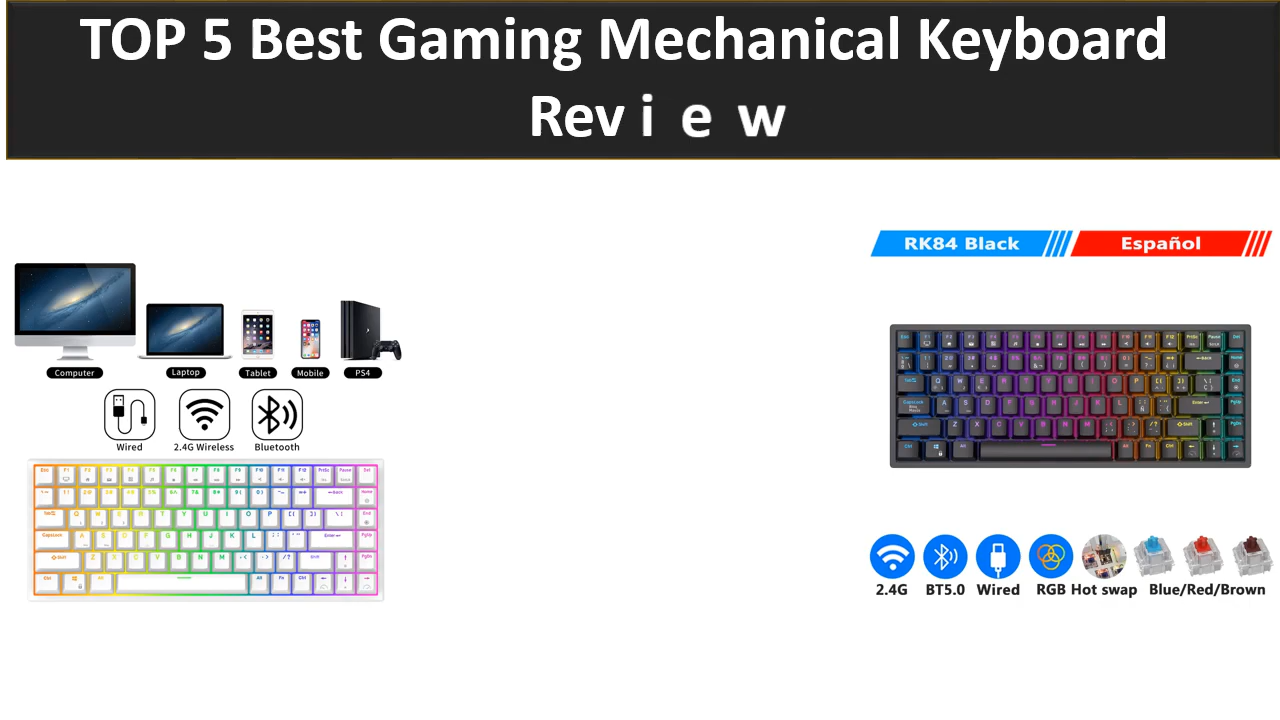 TOP 5 Best Gaming Mechanical Keyboard
Review
RK84 Black Español
Computer Laptop Tablet Mobile PS4
Wired 2.4G Wireless Bluetooth
2.4G BT5.0 Wired RGB Hot swap Blue/Red/Brown